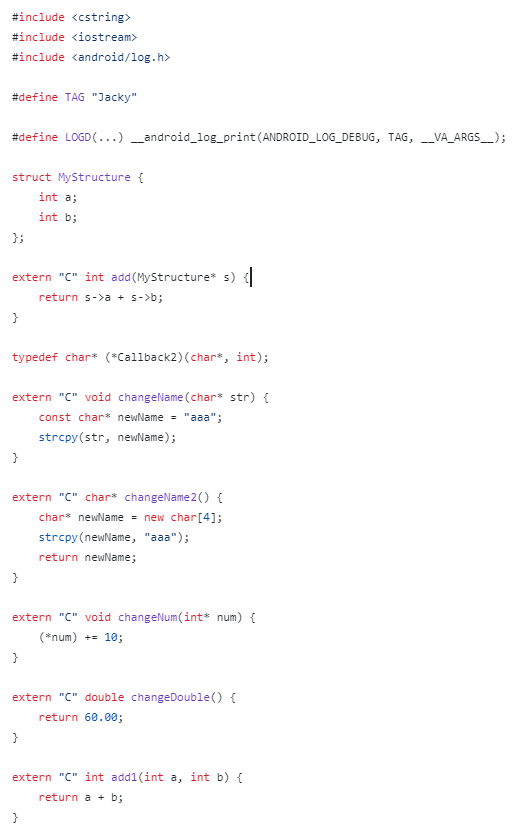 #include <cstring>
#include <iostream>
#include <android/log.h>

#define TAG "Jacky"

#define LOGD(...) __android_log_print(ANDROID_LOG_DEBUG, TAG, __VA_ARGS__);

struct MyStructure {
    int a;
    int b;
};

extern "C" int add(MyStructure* s) {
    return s->a + s->b;
}

typedef char* (*Callback2)(char*, int);

extern "C" void changeName(char* str) {
    const char* newName = "aaa";
    strcpy(str, newName);
}

extern "C" char* changeName2() {
    char* newName = new char[4];
    strcpy(newName, "aaa");
    return newName;
}

extern "C" void changeNum(int* num) {
    (*num) += 10;
}

extern "C" double changeDouble() {
    return 60.00;
}

extern "C" int add1(int a, int b) {
    return a + b;
}